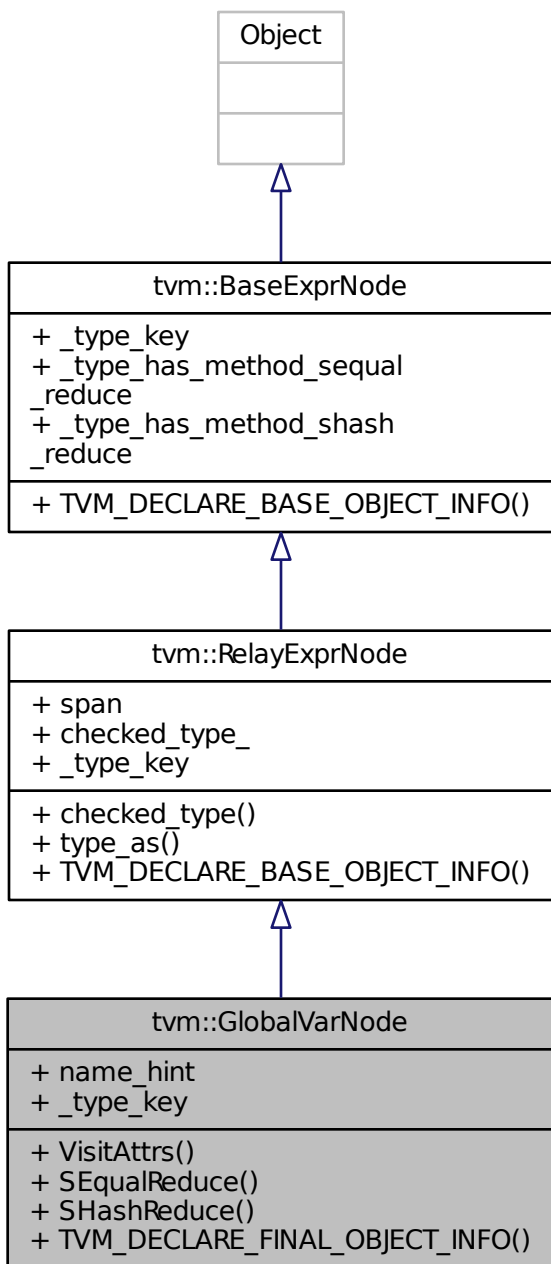 Object
tvm::BaseExprNode
+ _type_key
+ _type_has_method_sequal
_reduce
+ _type_has_method_shash
_reduce
+ TVM_DECLARE_BASE_OBJECT_INFO()
tvm::RelayExprNode
+ span
+ checked_type_
+ _type_key
+ checked_type()
+ type_as()
+ TVM_DECLARE_BASE_OBJECT_INFO()
tvm::GlobalVarNode
+ name_hint
+ _type_key
+ VisitAttrs()
+ SEqualReduce()
+ SHashReduce()
+ TVM_DECLARE_FINAL_OBJECT_INFO()